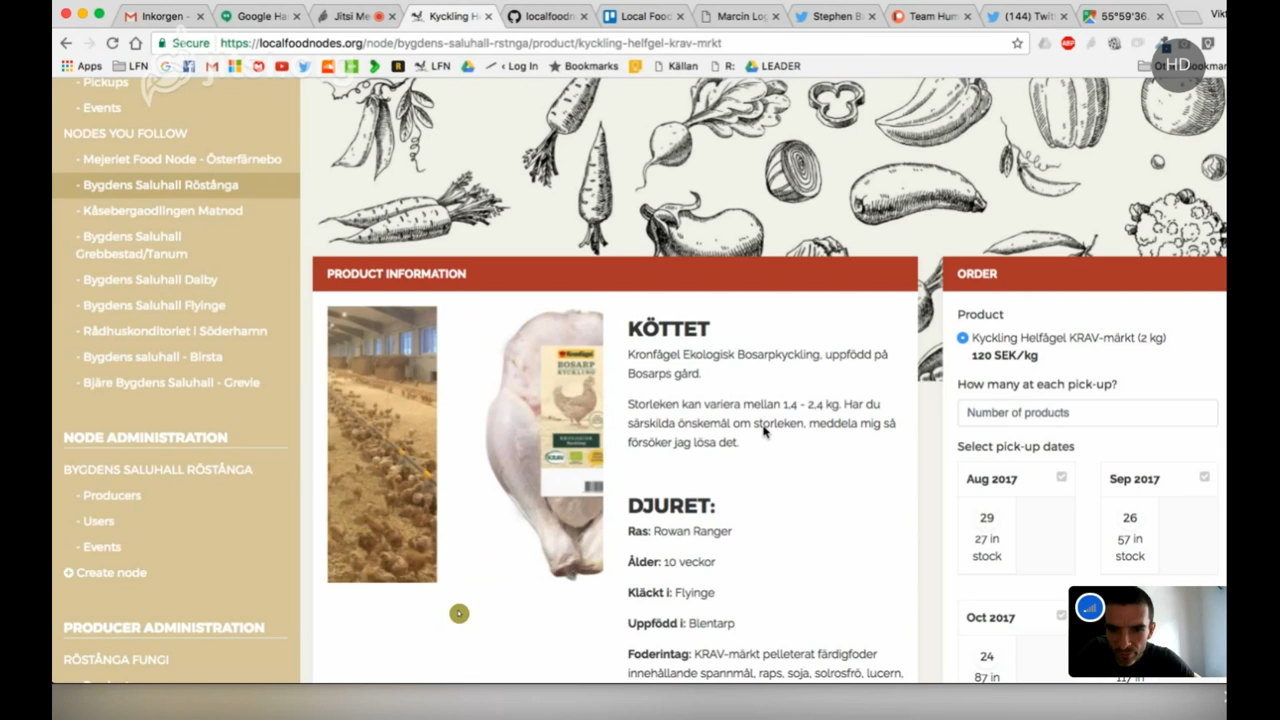 Inkorgen -
Google Ha
Jitsi Me
Kyckling H
localfoodn
Local Food
Marcin Lo
Stephen B
Team Hum
(144) Twit
55°59'36.
Vikt
Secure https://localfoodnodes.org/node/bygdens-saluhall-rstnga/product/kyckling-helfgel-krav-mrkt
Apps LFN LFN < Log In Bookmarks Källan R: LEADER
HD
Pickups
- Events
NODES YOU FOLLOW
- Mejeriet Food Node - Österfärnebo
- Bygdens Saluhall Röstånga
- Kåsebergaodlingen Matnod
- Bygdens Saluhall
Grebbestad/Tanum
- Bygdens Saluhall Dalby
- Bygdens Saluhall Flyinge
- Rådhuskonditoriet i Söderhamn
- Bygdens saluhall - Birsta
- Bjäre Bygdens Saluhall - Grevie
NODE ADMINISTRATION
BYGDENS SALUHALL RÖSTÅNGA
- Producers
- Users
- Events
Create node
PRODUCER ADMINISTRATION
RÖSTÅNGA FUNGI
PRODUCT INFORMATION
Kronfågel
BOSARP
KYCKLING
KRAV
KÖTTET
Kronfågel Ekologisk Bosarpkyckling, uppfödd på
Bosarps gård.
Storleken kan variera mellan 1,4 - 2,4 kg. Har du
särskilda önskemål om storleken, meddela mig så
försöker jag lösa det.
DJURET:
Ras: Rowan Ranger
Ålder: 10 veckor
Kläckt i: Flyinge
Uppfödd i: Blentarp
Foderintag: KRAV-märkt pelleterat färdigfoder
innehållande spannmål, raps, soja, solrosfrö, lucern,
ORDER
Product
Kyckling Helfågel KRAV-märkt (2 kg)
120 SEK/kg
How many at each pick-up?
Number of products
Select pick-up dates
Aug 2017
29
27 in
stock
Sep 2017
26
57 in
stock
Oct 2017
24
87 in